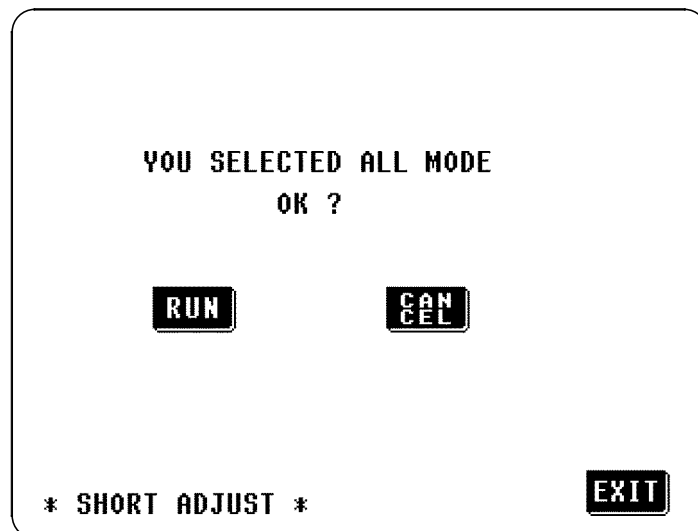 YOU SELECTED ALL MODE
OK ?
RUN
CAN
CEL
EXIT
* SHORT ADJUST *